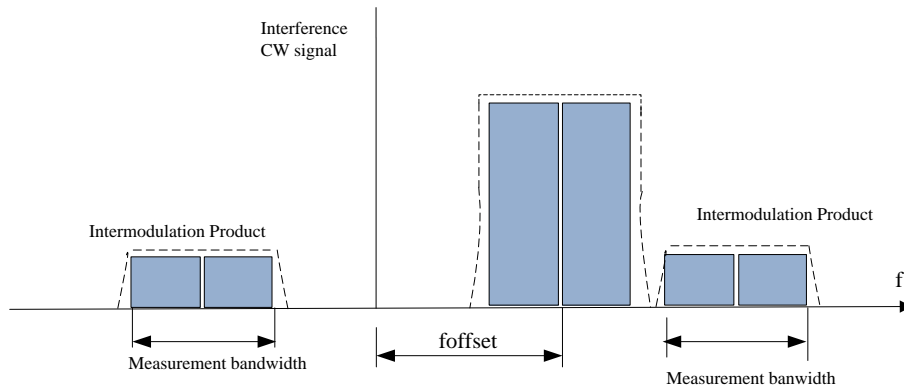 Interference
CW signal
Intermodulation Product
Intermodulation Product
f
foffset
Measurement bandwidth
Measurement banwidth